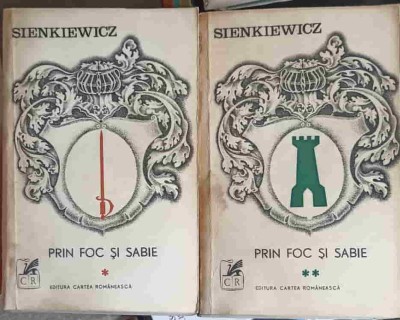 SIENKIEWICZ
PRIN FOC ȘI SABIE
*
CR
EDITURA CARTEA ROMÂNEASCĂ
SIENKIEWICZ
PRIN FOC ȘI SABIE
**
CR
EDITURA CARTEA ROMÂNEASCĂ